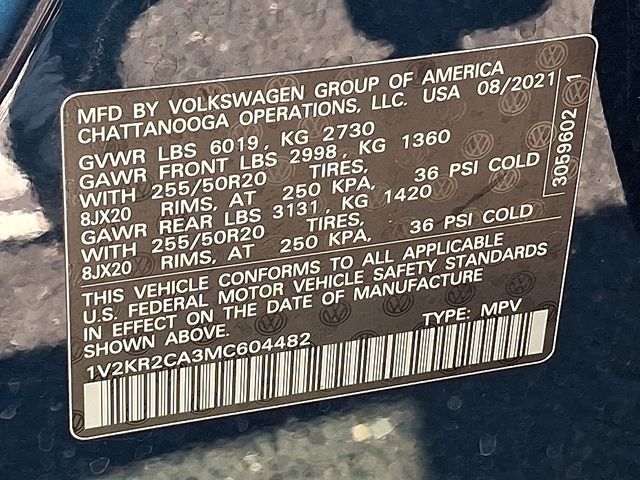 MFD BY VOLKSWAGEN GROUP OF AMERICA
CHATTANOOGA OPERATIONS, LLC. USA 08/2021
GVWR LBS 6019, KG 2730
GAWR FRONT LBS 2998, KG 1360
WITH 255/50R20 TIRES, 36 PSI COLD
8JX20 RIMS, AT 250 KPA,
GAWR REAR LBS 3131, KG 1420
WITH 255/50R20 TIRES, 36 PSI COLD
8JX20 RIMS, AT 250 KPA,
THIS VEHICLE CONFORMS TO ALL APPLICABLE
U.S. FEDERAL MOTOR VEHICLE SAFETY STANDARDS
IN EFFECT ON THE DATE OF MANUFACTURE
SHOWN ABOVE. TYPE: MPV
1V2KR2CA3MC604482
3059602 1